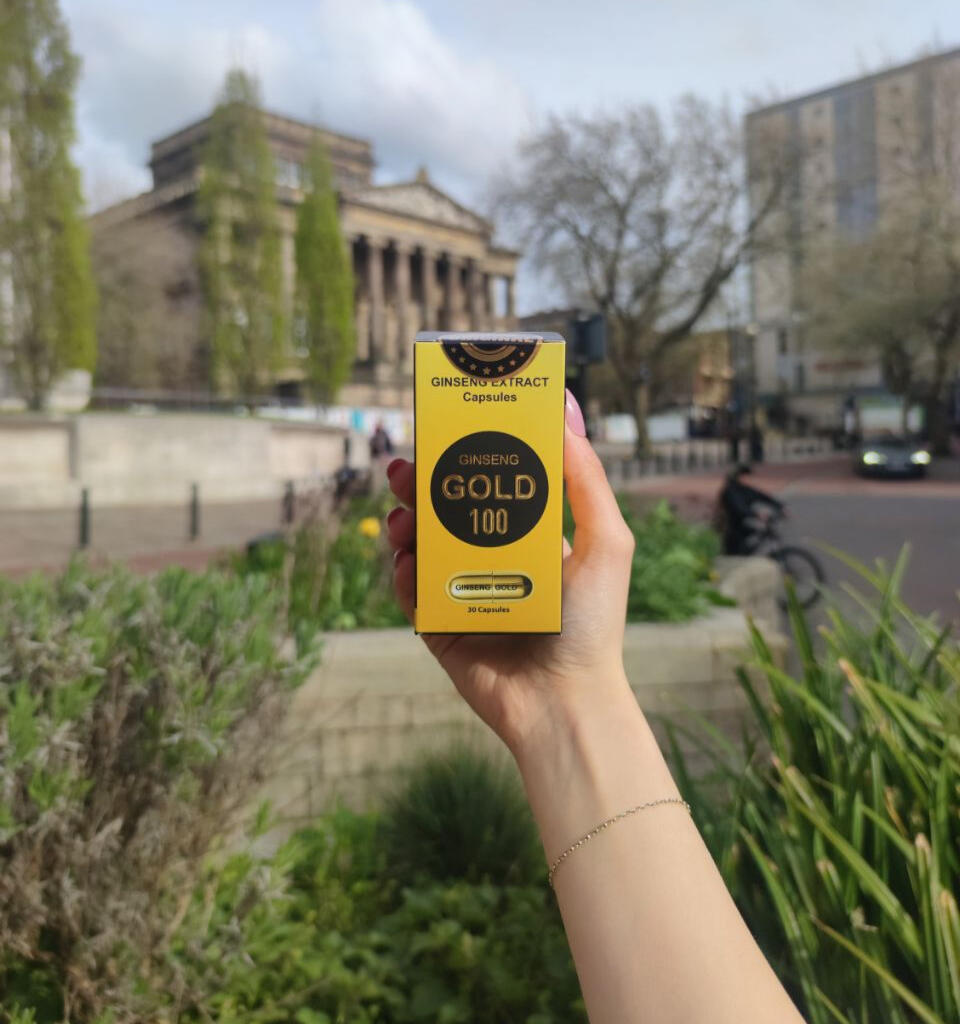 GINSENG EXTRACT
Capsules
GINSENG
GOLD
100
GINSENG GOLD
30 Capsules